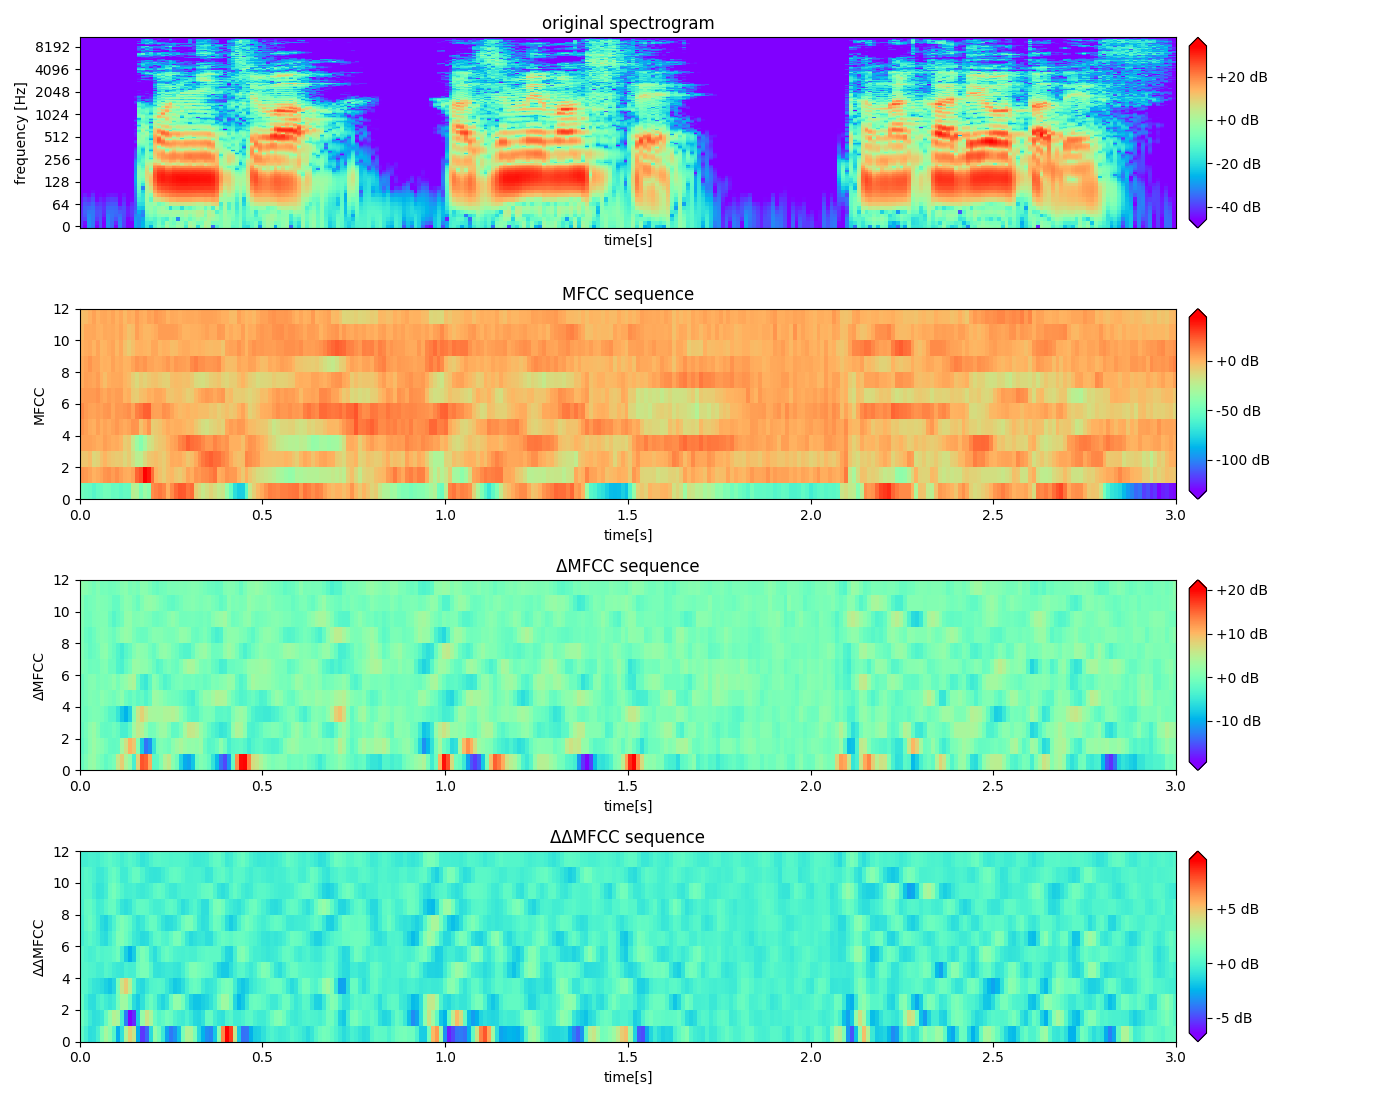 original spectrogram
frequency [Hz]
8192
4096
2048
1024
512
256
128
64
0
time[s]
+20 dB
+0 dB
-20 dB
-40 dB
MFCC sequence
MFCC
12
10
8
6
4
2
0
0.0 0.5 1.0 1.5 2.0 2.5 3.0
time[s]
+0 dB
-50 dB
-100 dB
ΔMFCC sequence
ΔMFCC
12
10
8
6
4
2
0
0.0 0.5 1.0 1.5 2.0 2.5 3.0
time[s]
+20 dB
+10 dB
+0 dB
-10 dB
ΔΔMFCC sequence
ΔΔMFCC
12
10
8
6
4
2
0
0.0 0.5 1.0 1.5 2.0 2.5 3.0
time[s]
+5 dB
+0 dB
-5 dB